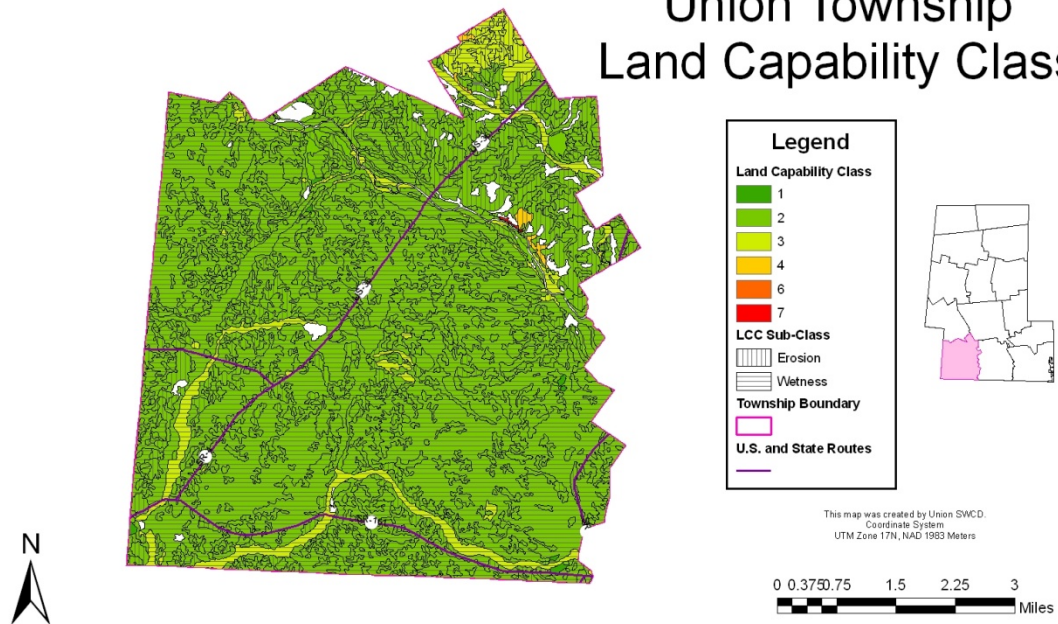 Union Township
Land Capability Class
Legend
Land Capability Class
1
2
3
4
6
7
LCC Sub-Class
Erosion
Wetness
Township Boundary
U.S. and State Routes
This map was created by Union SWCD.
Coordinate System
UTM Zone 17N, NAD 1983 Meters
N
0 0.375 0.75 1.5 2.25 3
Miles